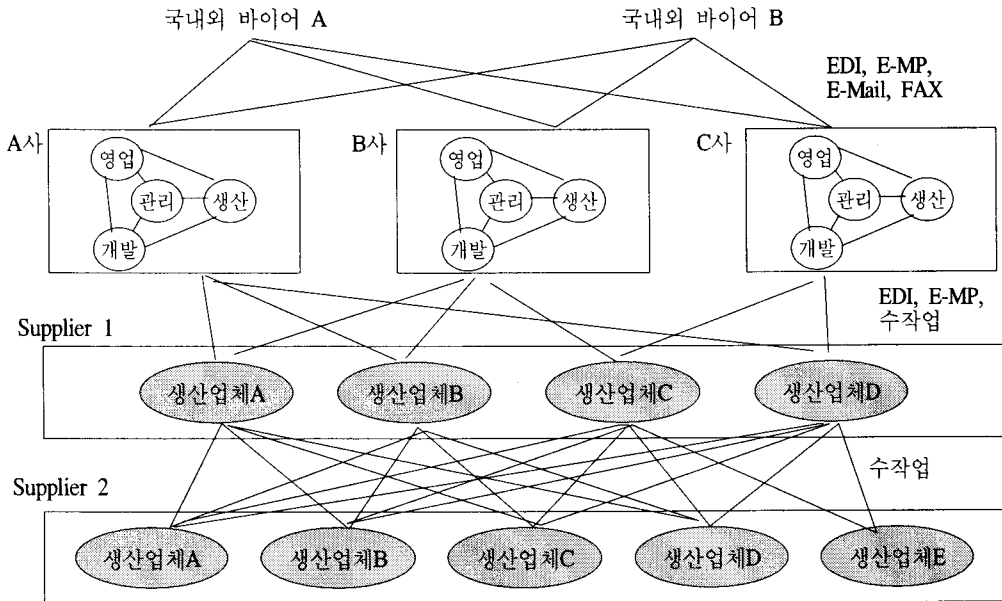 국내외 바이어 A
국내외 바이어 B
EDI, E-MP,
E-Mail, FAX
A사
영업
관리
생산
개발
B사
영업
관리
생산
개발
C사
영업
관리
생산
개발
EDI, E-MP,
수작업
Supplier 1
생산업체A
생산업체B
생산업체C
생산업체D
수작업
Supplier 2
생산업체A
생산업체B
생산업체C
생산업체D
생산업체E